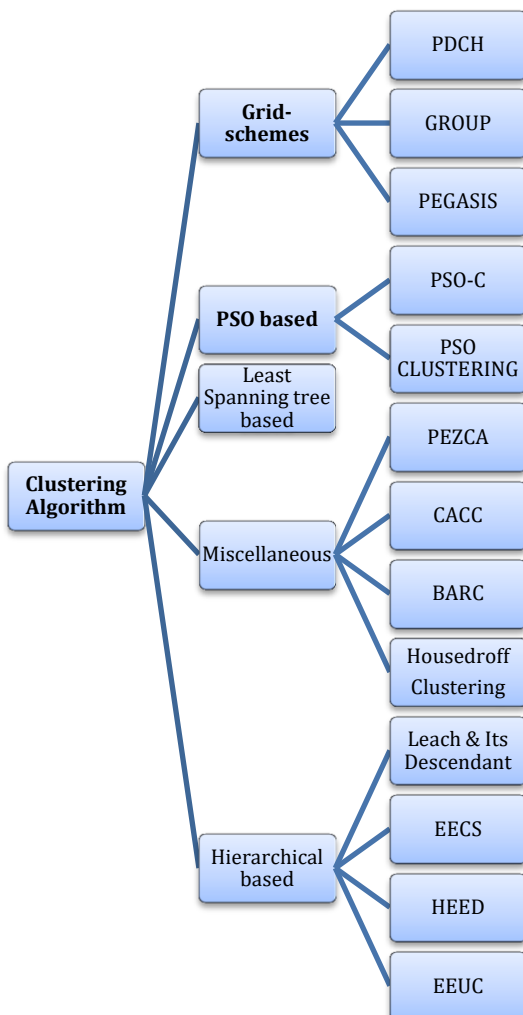 Clustering
Algorithm
Grid-
schemes
PDCH
GROUP
PEGASIS
PSO based
PSO-C
PSO
CLUSTERING
Least
Spanning tree
based
Miscellaneous
PEZCA
CACC
BARC
Housedroff
Clustering
Hierarchical
based
Leach & Its
Descendant
EECS
HEED
EEUC